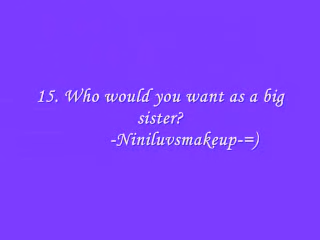 15. Who would you want as a big
sister?
-Niniluvsmakeup-=)